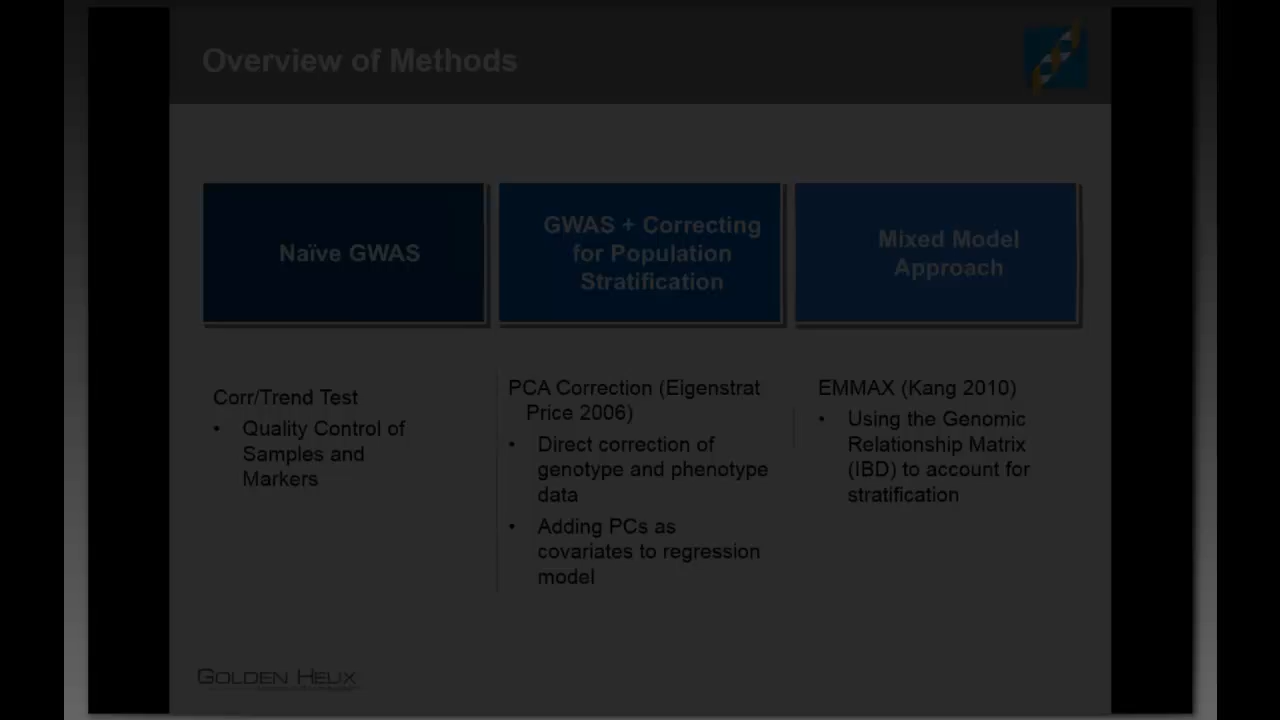 Overview of Methods
Naïve GWAS
GWAS + Correcting
for Population
Stratification
Mixed Model
Approach
Corr/Trend Test
• Quality Control of
Samples and
Markers
PCA Correction (Eigenstrat
Price 2006)
• Direct correction of
genotype and phenotype
data
• Adding PCs as
covariates to regression
model
EMMAX (Kang 2010)
• Using the Genomic
Relationship Matrix
(IBD) to account for
stratification
GOLDEN HELIX